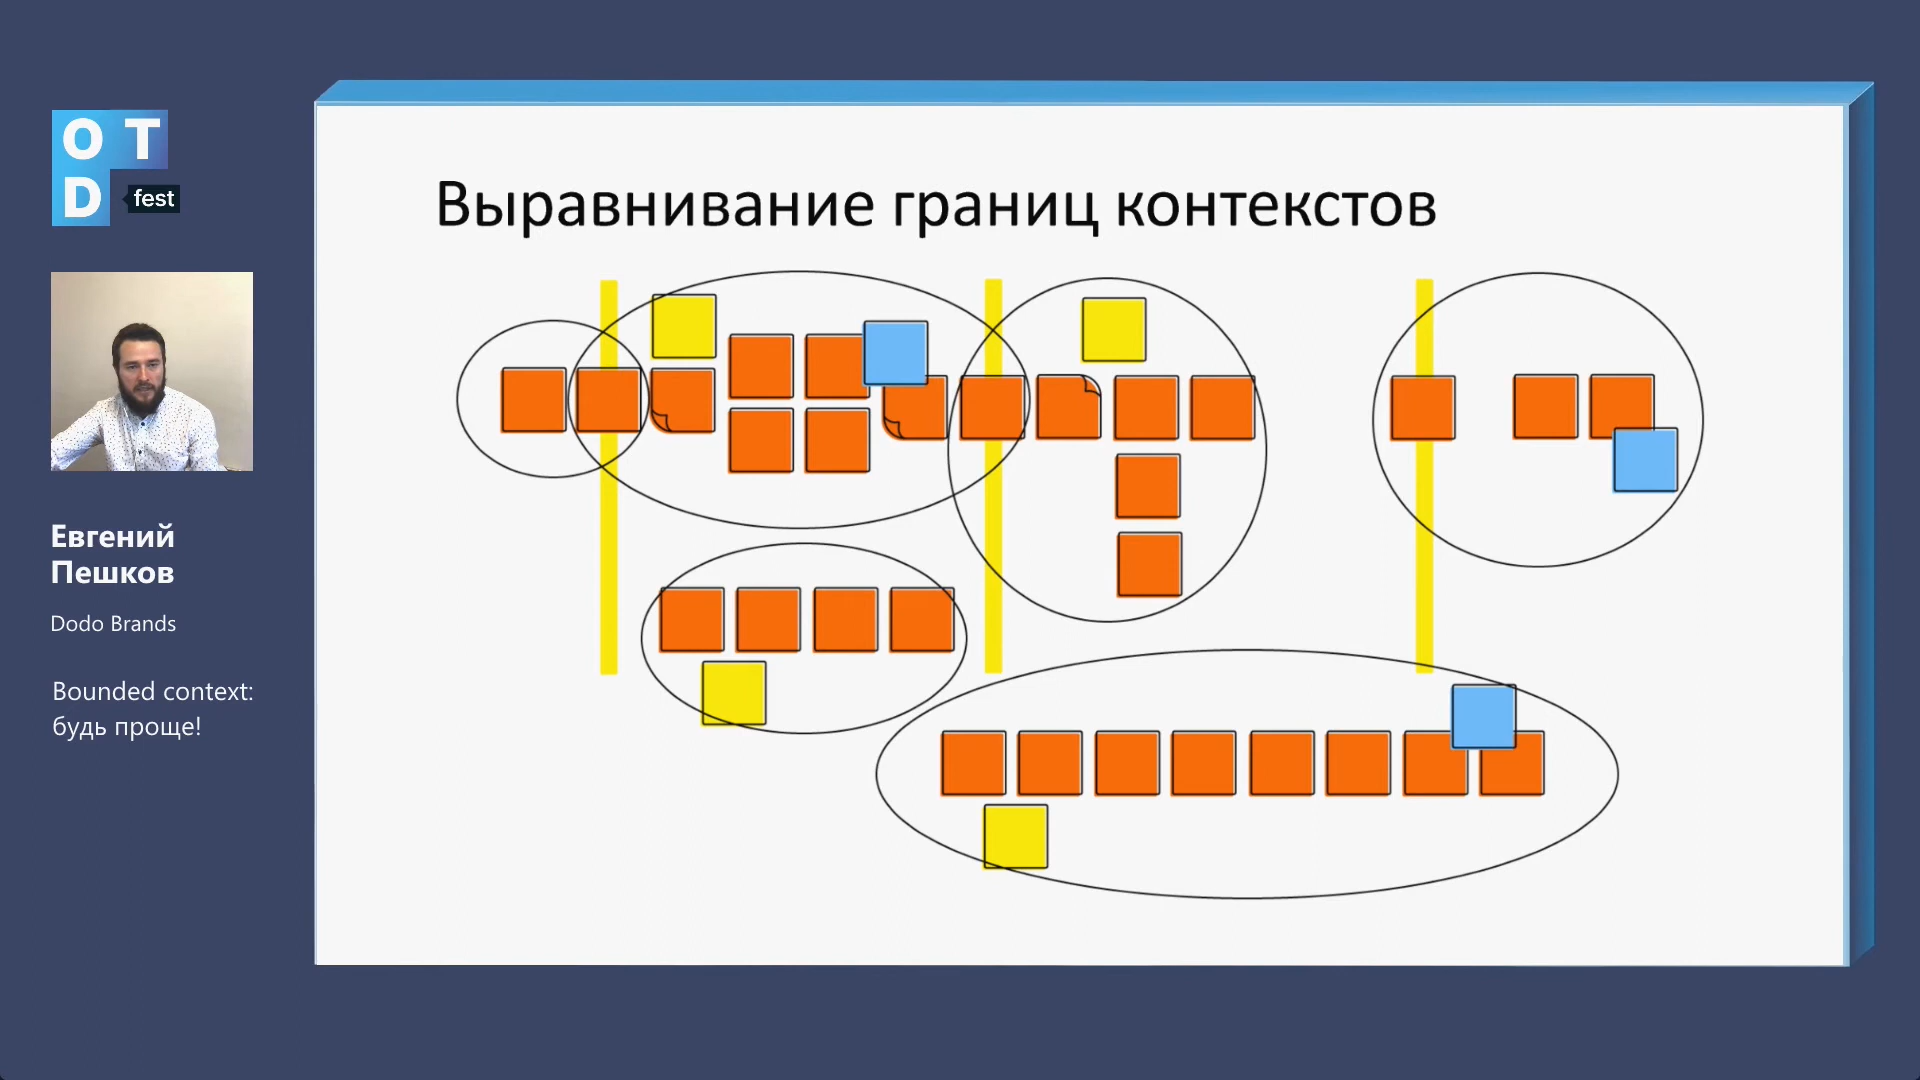 O T
D fest
Выравнивание границ контекстов
Евгений
Пешков
Dodo Brands
Bounded context:
будь проще!